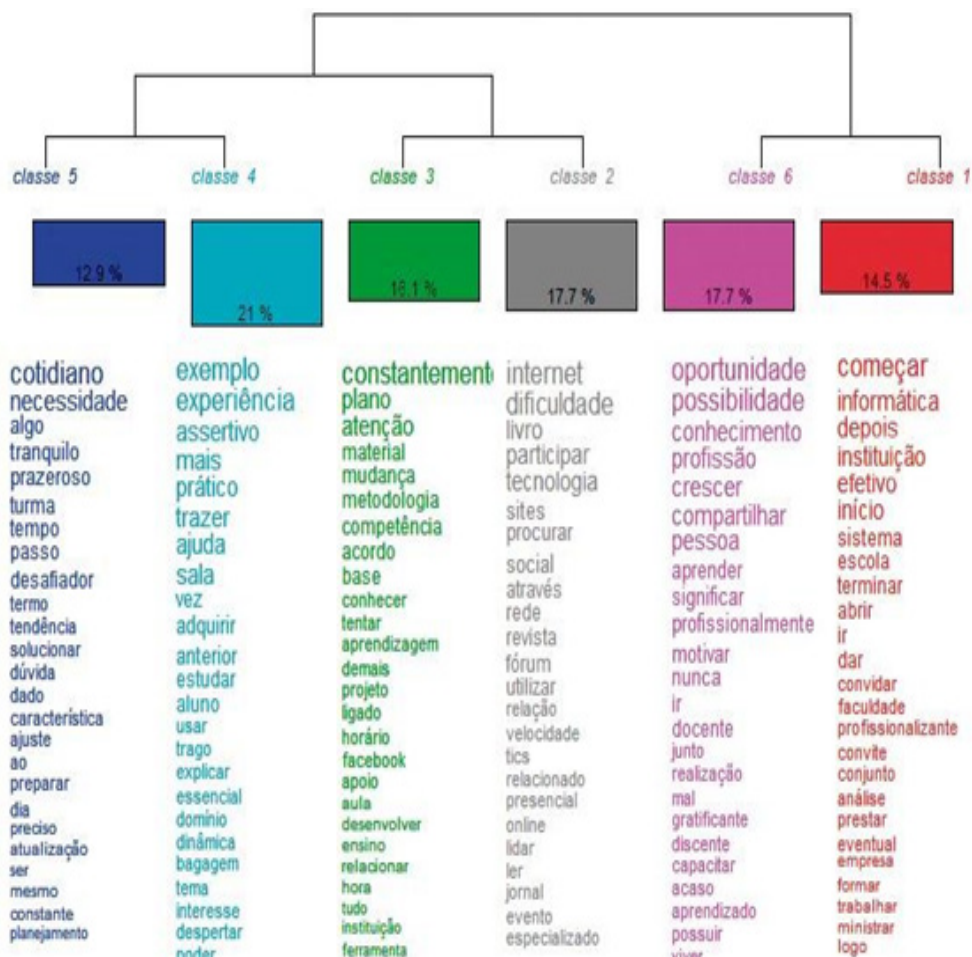 classe 5
classe 4
classe 3
classe 2
classe 6
classe 1
12.9 %
21 %
16.1 %
17.7 %
17.7 %
14.5 %
cotidiano
necessidade
algo
tranquilo
prazeroso
turma
tempo
passo
desafiador
termo
tendência
solucionar
dúvida
dado
característica
ajuste
ao
preparar
dia
preciso
atualização
ser
mesmo
constante
planejamento
exemplo
experiência
assertivo
mais
prático
trazer
ajuda
sala
vez
adquirir
anterior
estudar
aluno
usar
trago
explicar
essencial
domínio
dinâmica
bagagem
tema
interesse
despertar
poder
constantement
plano
atenção
material
mudança
metodologia
competência
acordo
base
conhecer
tentar
aprendizagem
demais
projeto
ligado
horário
facebook
apoio
aula
desenvolver
ensino
relacionar
hora
tudo
instituição
ferramenta
internet
dificuldade
livro
participar
tecnologia
sites
procurar
social
através
rede
revista
fórum
utilizar
relação
velocidade
tics
relacionado
presencial
online
lidar
ler
jornal
evento
especializado
oportunidade
possibilidade
conhecimento
profissão
crescer
compartilhar
pessoa
aprender
significar
profissionalmente
motivar
nunca
ir
docente
junto
realização
mal
gratificante
discente
capacitar
acaso
aprendizado
possuir
viver
começar
informática
depois
instituição
efetivo
início
sistema
escola
terminar
abrir
ir
dar
convidar
faculdade
profissionalizante
convite
conjunto
análise
prestar
eventual
empresa
formar
trabalhar
ministrar
logo